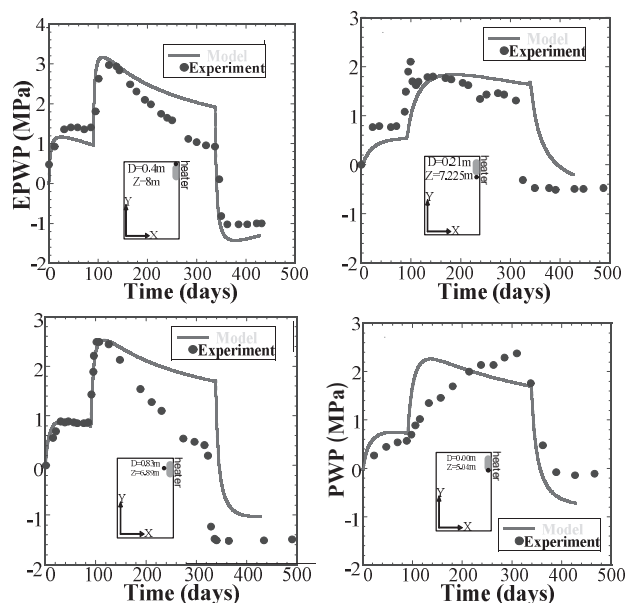 4
3
2
1
0
-1
-2
EPWP (MPa)
Model
Experiment
D=0.4m
Z=8m
heater
Y
X
0 100 200 300 400 500
Time (days)
3
2
1
0
-1
-2
Model
Experiment
D=0.21m
Z=7.225m
heater
Y
X
0 100 200 300 400 500
Time (days)
3
2
1
0
-1
-2
Model
Experiment
D=0.83m
Z=6.89m
heater
Y
X
0 100 200 300 400 500
Time (days)
3
2
1
0
-1
-2
PWP (MPa)
D=0.00m
Z=5.04m
heater
Y
X
Model
Experiment
0 100 200 300 400 500
Time (days)